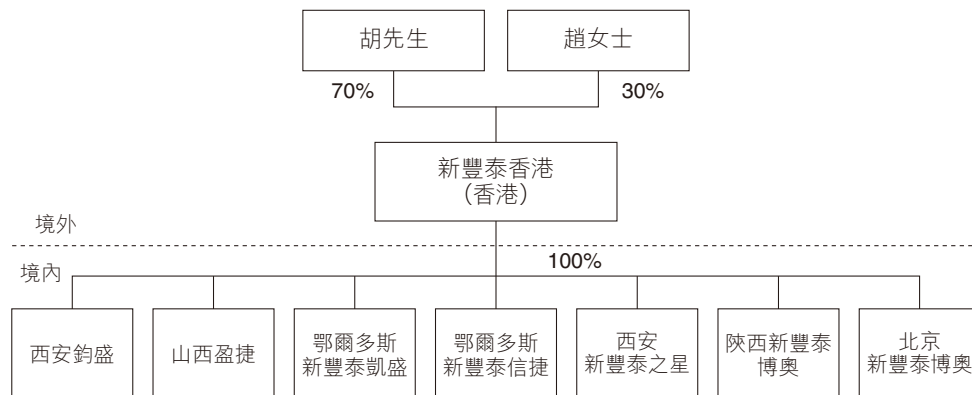 胡先生
趙女士
70%
30%
新豐泰香港
(香港)
境外
境內
100%
西安鈞盛
山西盈捷
鄂爾多斯
新豐泰凱盛
鄂爾多斯
新豐泰信捷
西安
新豐泰之星
陝西新豐泰
博奧
北京
新豐泰博奧